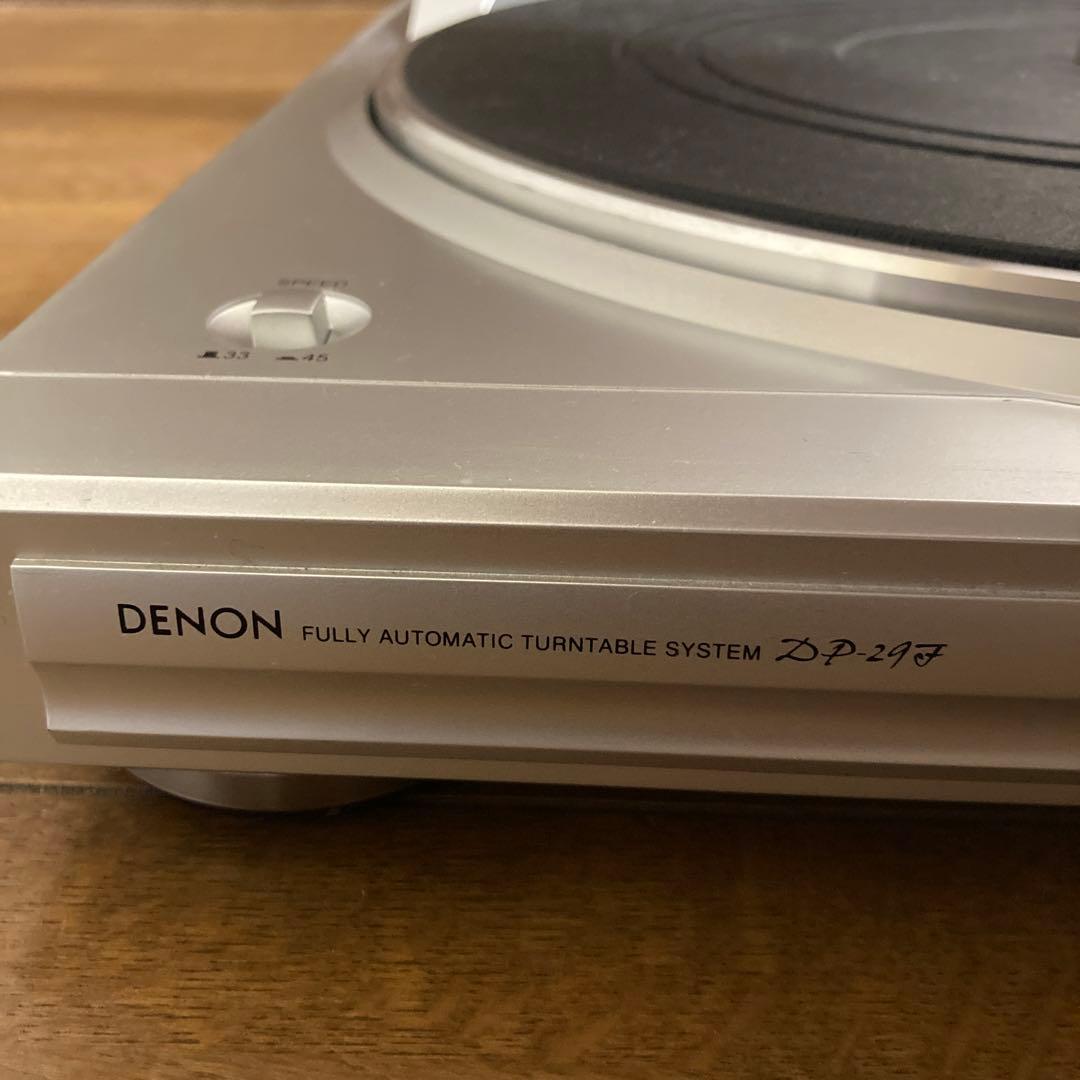 SPEED
33 45
DENON FULLY AUTOMATIC TURNTABLE SYSTEM DP-29F